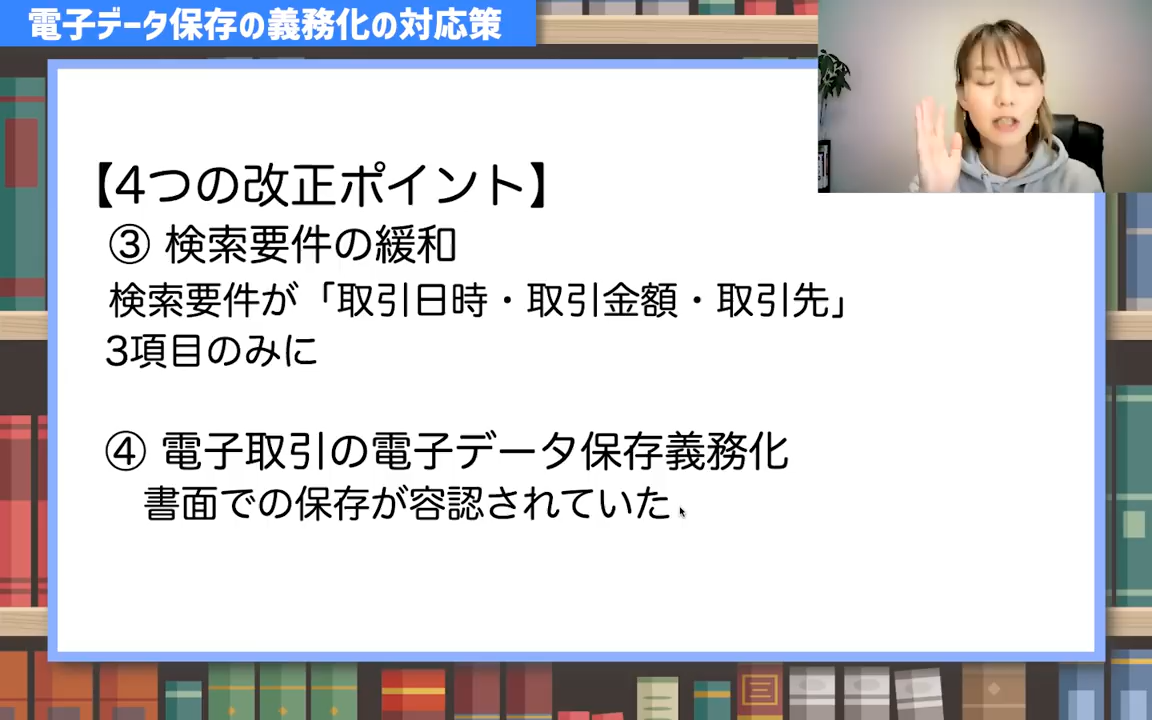 電子データ保存の義務化の対応策
【4つの改正ポイント】
③ 検索要件の緩和
検索要件が「取引日時・取引金額・取引先」
3項目のみに
④ 電子取引の電子データ保存義務化
書面での保存が容認されていた